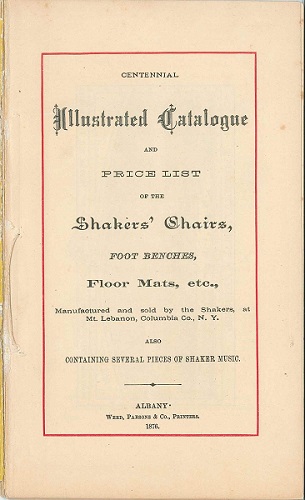 CENTENNIAL
Illustrated Catalogue
AND
PRICE LIST
OF THE
Shakers' Chairs,
FOOT BENCHES,
Floor Mats, etc.,
Manufactured and sold by the Shakers, at
Mt. Lebanon, Columbia Co., N. Y.
ALSO
CONTAINING SEVERAL PIECES OF SHAKER MUSIC.
ALBANY:
WEED, PARSONS & CO., PRINTERS.
1876.